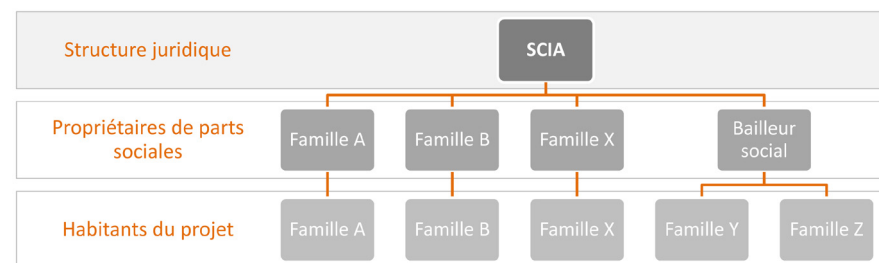 Structure juridique
SCIA
Propriétaires de parts
sociales
Famille A
Famille B
Famille X
Bailleur
social
Habitants du projet
Famille A
Famille B
Famille X
Famille Y
Famille Z